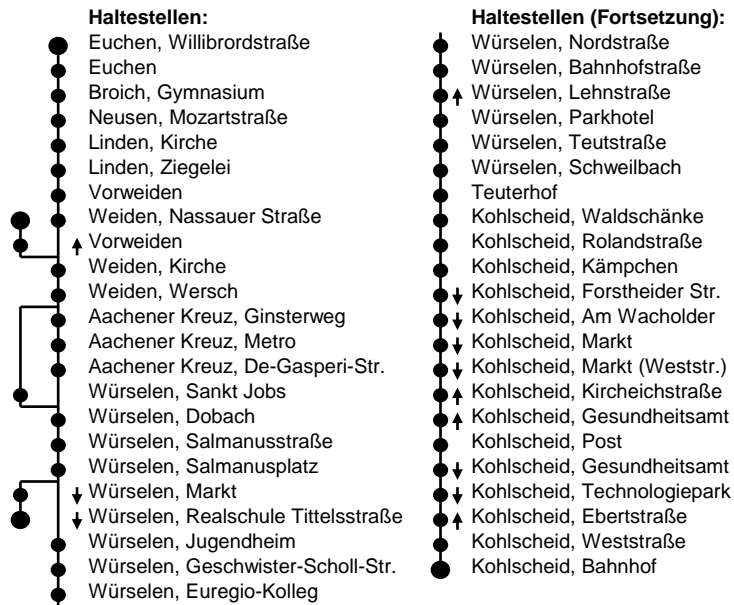 Haltestellen:
Euchen, Willibrordstraße
Euchen
Broich, Gymnasium
Neusen, Mozartstraße
Linden, Kirche
Linden, Ziegelei
Vorweiden
Weiden, Nassauer Straße
Vorweiden
Weiden, Kirche
Weiden, Wersch
Aachener Kreuz, Ginsterweg
Aachener Kreuz, Metro
Aachener Kreuz, De-Gasperi-Str.
Würselen, Sankt Jobs
Würselen, Dobach
Würselen, Salmanusstraße
Würselen, Salmanusplatz
Würselen, Markt
Würselen, Realschule Tittelsstraße
Würselen, Jugendheim
Würselen, Geschwister-Scholl-Str.
Würselen, Euregio-Kolleg
Haltestellen (Fortsetzung):
Würselen, Nordstraße
Würselen, Bahnhofstraße
Würselen, Lehnstraße
Würselen, Parkhotel
Würselen, Teutstraße
Würselen, Schweilbach
Teuterhof
Kohlscheid, Waldschänke
Kohlscheid, Rolandstraße
Kohlscheid, Kämpchen
Kohlscheid, Forstheider Str.
Kohlscheid, Am Wacholder
Kohlscheid, Markt
Kohlscheid, Markt (Weststr.)
Kohlscheid, Kircheichstraße
Kohlscheid, Gesundheitsamt
Kohlscheid, Post
Kohlscheid, Gesundheitsamt
Kohlscheid, Technologiepark
Kohlscheid, Ebertstraße
Kohlscheid, Weststraße
Kohlscheid, Bahnhof